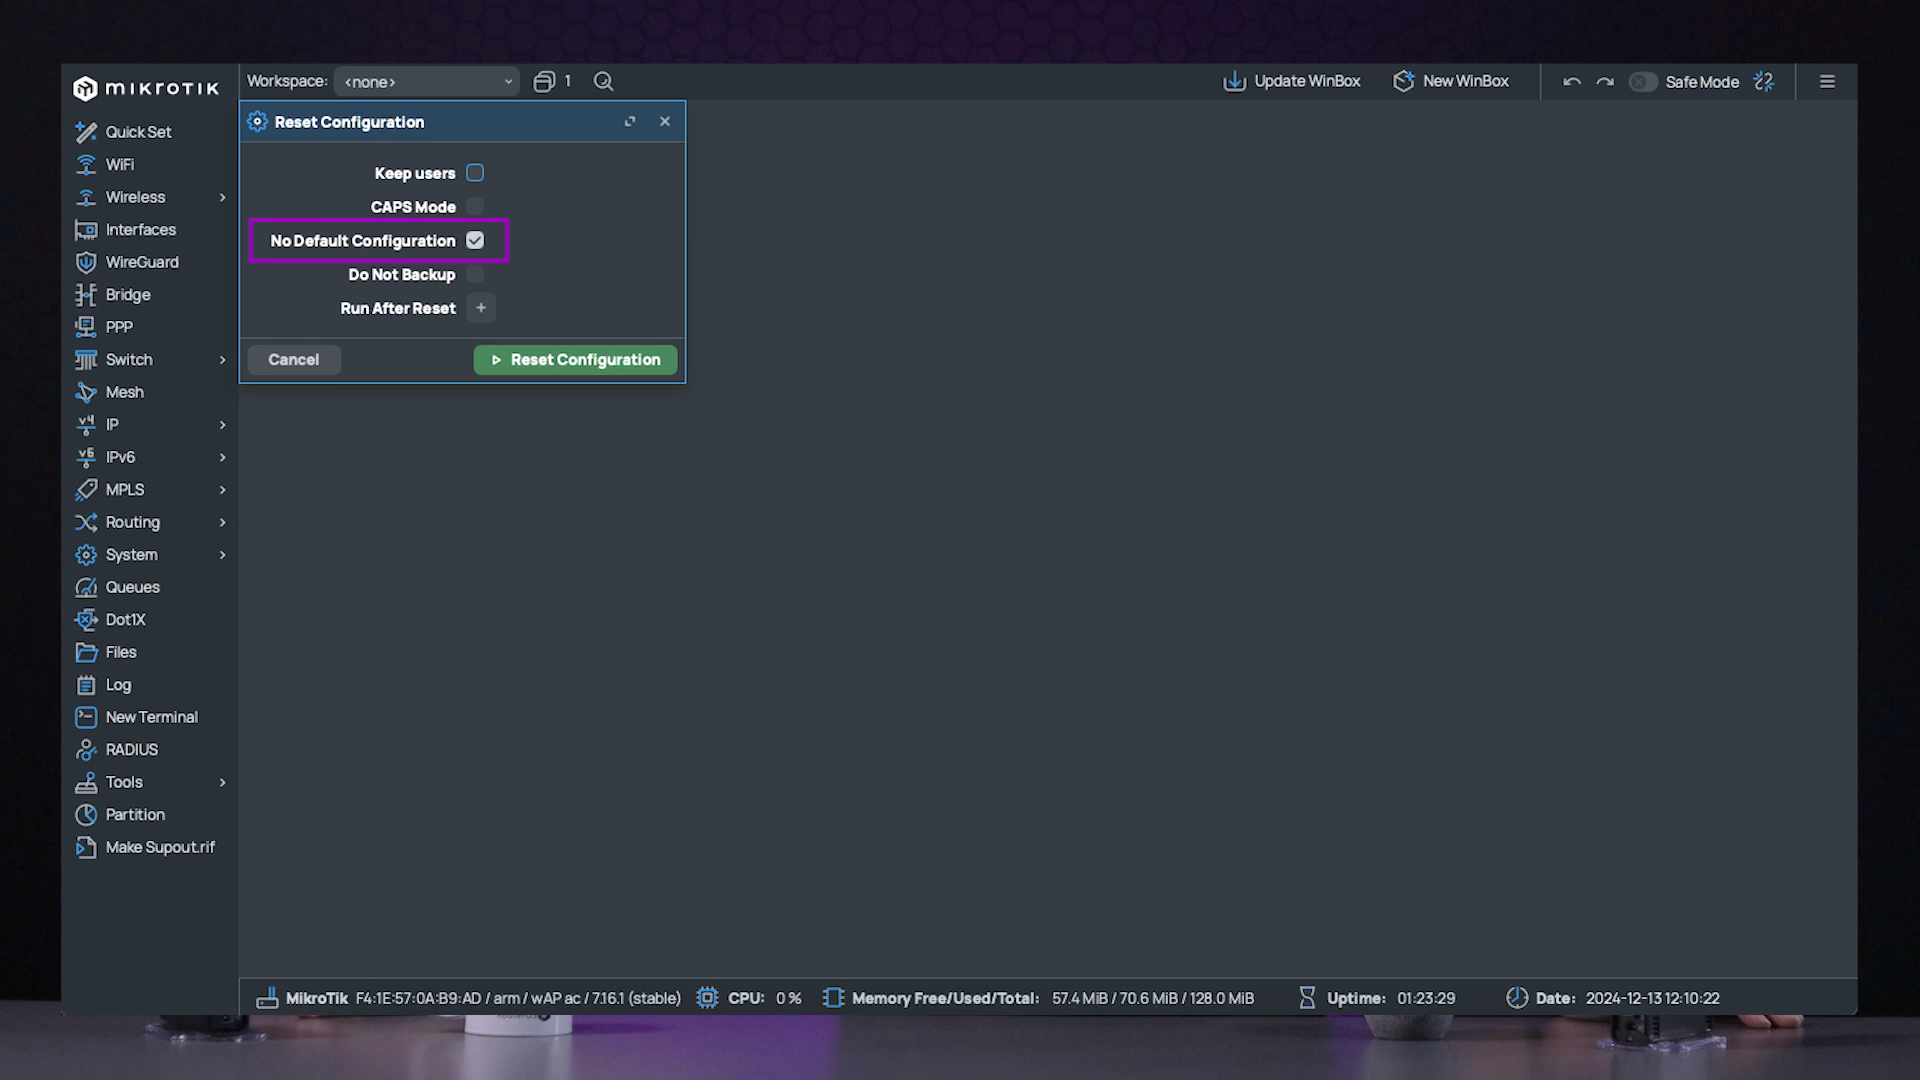 mikrotik
Workspace: <none> 1 Update WinBox New WinBox Safe Mode
Reset Configuration
Keep users
CAPS Mode
No Default Configuration
Do Not Backup
Run After Reset +
Cancel Reset Configuration
Quick Set
WiFi
Wireless
Interfaces
WireGuard
Bridge
PPP
Switch
Mesh
IP
IPv6
MPLS
Routing
System
Queues
Dot1X
Files
Log
New Terminal
RADIUS
Tools
Partition
Make Supout.rif
MikroTik F4:1E:57:0A:B9:AD / arm / wAP ac / 7.16.1 (stable) CPU: 0 % Memory Free/Used/Total: 57.4 MiB / 70.6 MiB / 128.0 MiB Uptime: 01:23:29 Date: 2024-12-13 12:10:22